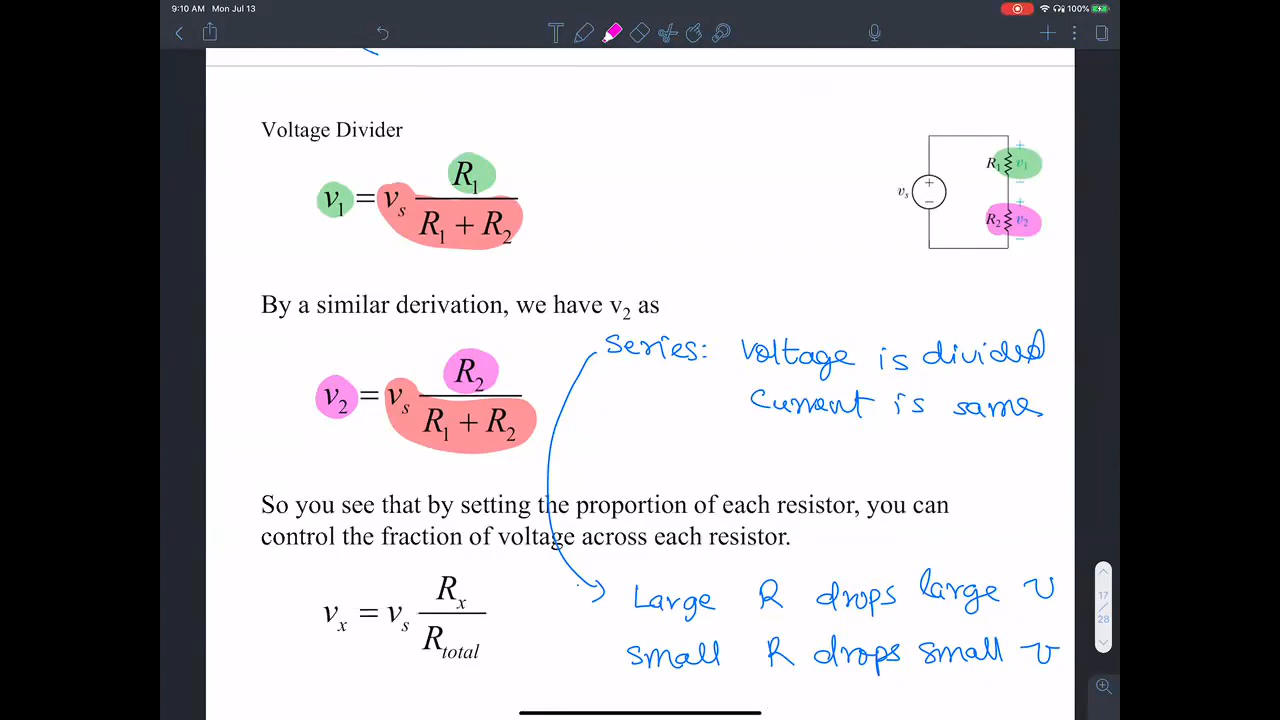 9:10 AM Mon Jul 13
100%
Voltage Divider
v1 = vs R1 / (R1 + R2)
R1 v1
vs
R2 v2
+
−
+
−
+
−
By a similar derivation, we have v2 as
Series: Voltage is divided
Current is same
v2 = vs R2 / (R1 + R2)
So you see that by setting the proportion of each resistor, you can
control the fraction of voltage across each resistor.
vx = vs Rx / Rtotal
Large R drops large v
small R drops small v
17
/
28